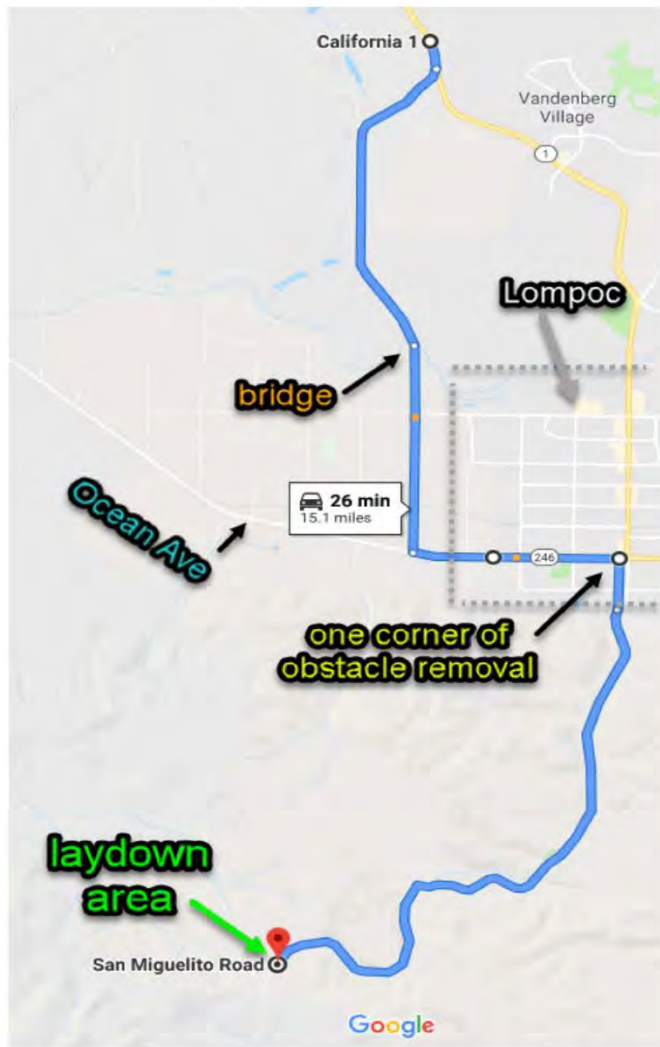 California 1
Vandenberg
Village
1
Lompoc
bridge
26 min
15.1 miles
Ocean Ave
246
one corner of
obstacle removal
laydown
area
San Miguelito Road
Google